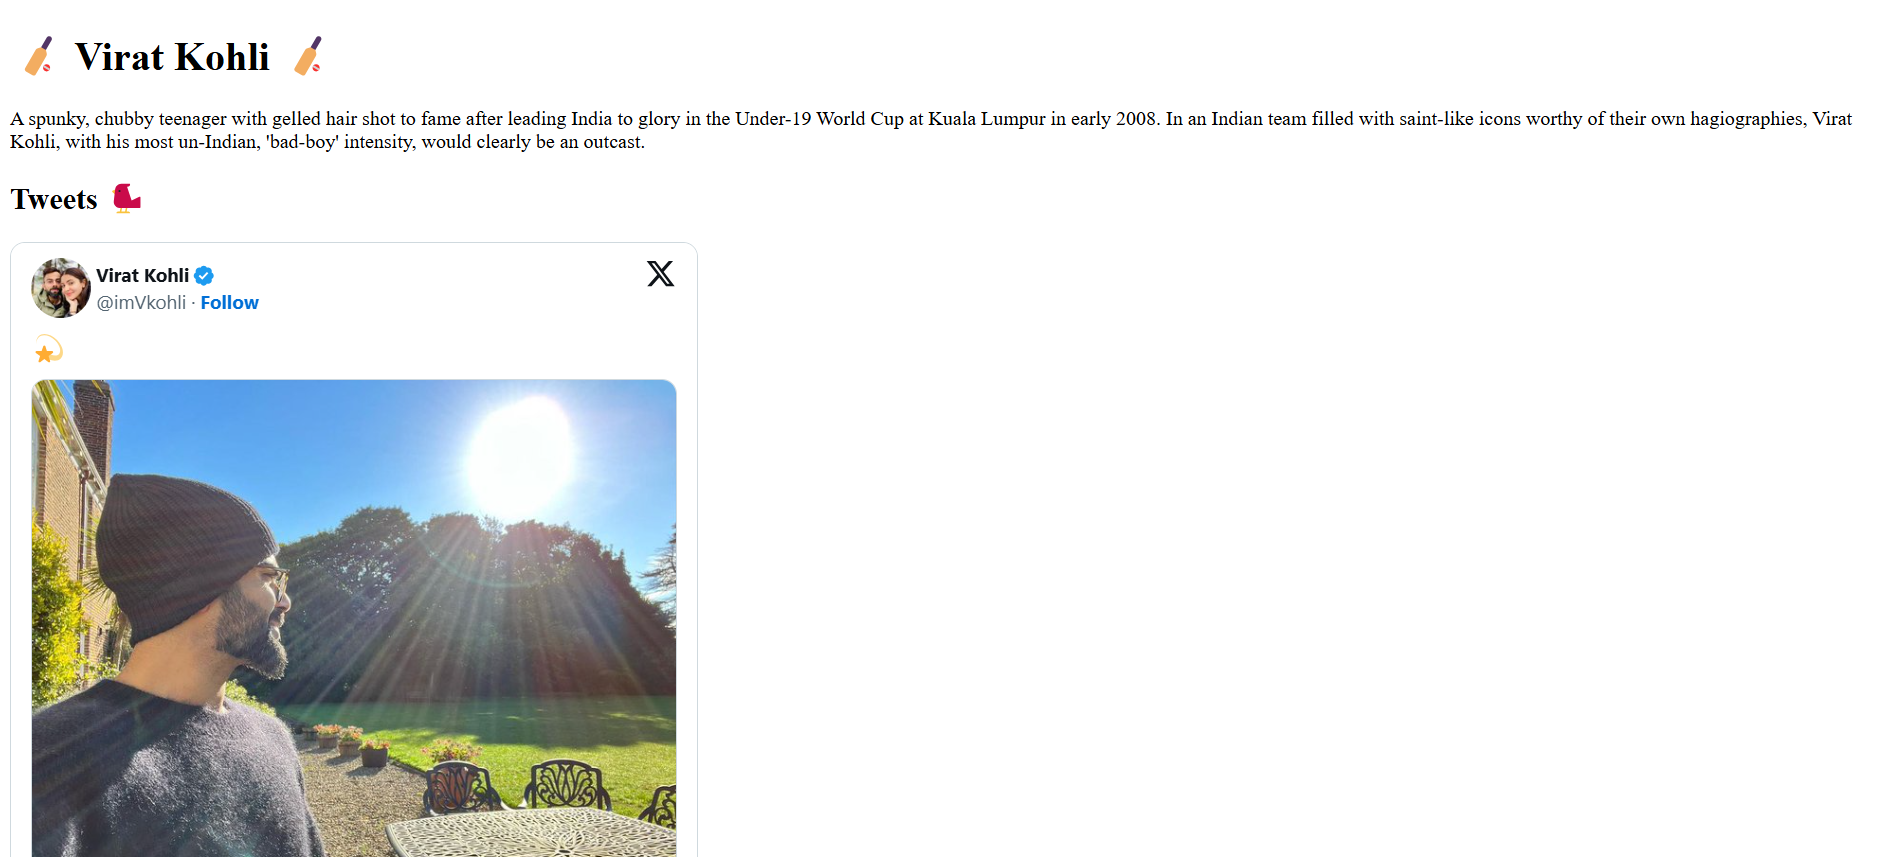 Virat Kohli
A spunky, chubby teenager with gelled hair shot to fame after leading India to glory in the Under-19 World Cup at Kuala Lumpur in early 2008. In an Indian team filled with saint-like icons worthy of their own hagiographies, Virat
Kohli, with his most un-Indian, 'bad-boy' intensity, would clearly be an outcast.
Tweets
Virat Kohli
@imVkohli · Follow